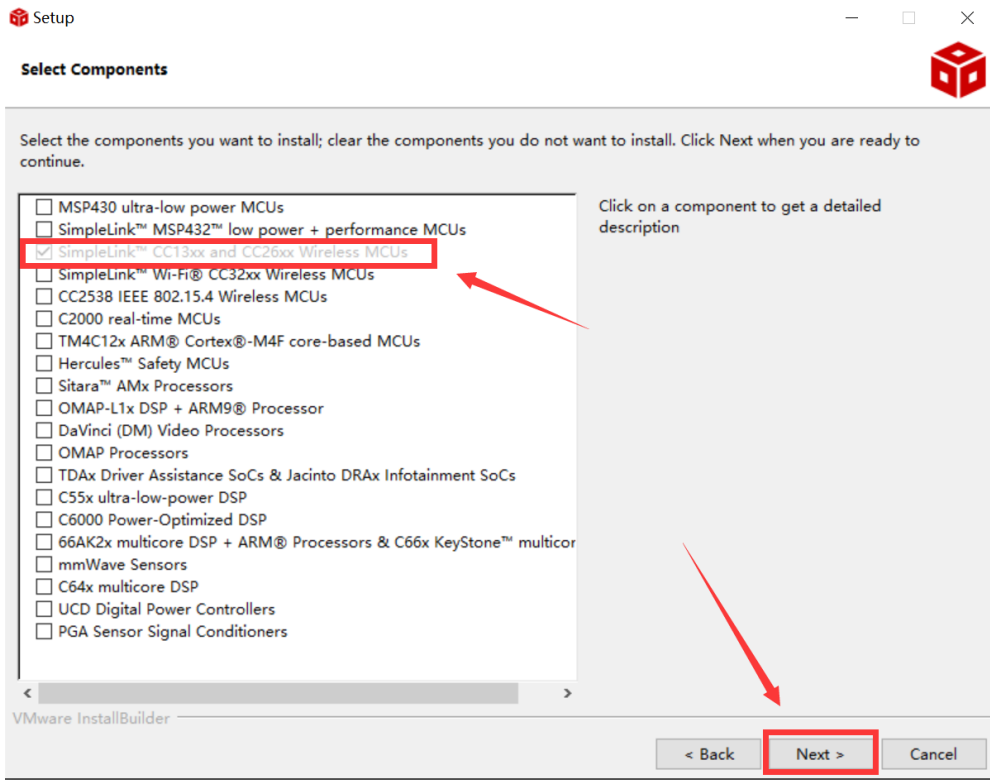 Setup
Select Components
Select the components you want to install; clear the components you do not want to install. Click Next when you are ready to
continue.
MSP430 ultra-low power MCUs
SimpleLink™ MSP432™ low power + performance MCUs
SimpleLink™ CC13xx and CC26xx Wireless MCUs
SimpleLink™ Wi-Fi® CC32xx Wireless MCUs
CC2538 IEEE 802.15.4 Wireless MCUs
C2000 real-time MCUs
TM4C12x ARM® Cortex®-M4F core-based MCUs
Hercules™ Safety MCUs
Sitara™ AMx Processors
OMAP-L1x DSP + ARM9® Processor
DaVinci (DM) Video Processors
OMAP Processors
TDAx Driver Assistance SoCs & Jacinto DRAx Infotainment SoCs
C55x ultra-low-power DSP
C6000 Power-Optimized DSP
66AK2x multicore DSP + ARM® Processors & C66x KeyStone™ multicor
mmWave Sensors
C64x multicore DSP
UCD Digital Power Controllers
PGA Sensor Signal Conditioners
Click on a component to get a detailed
description
VMware InstallBuilder
< Back
Next >
Cancel